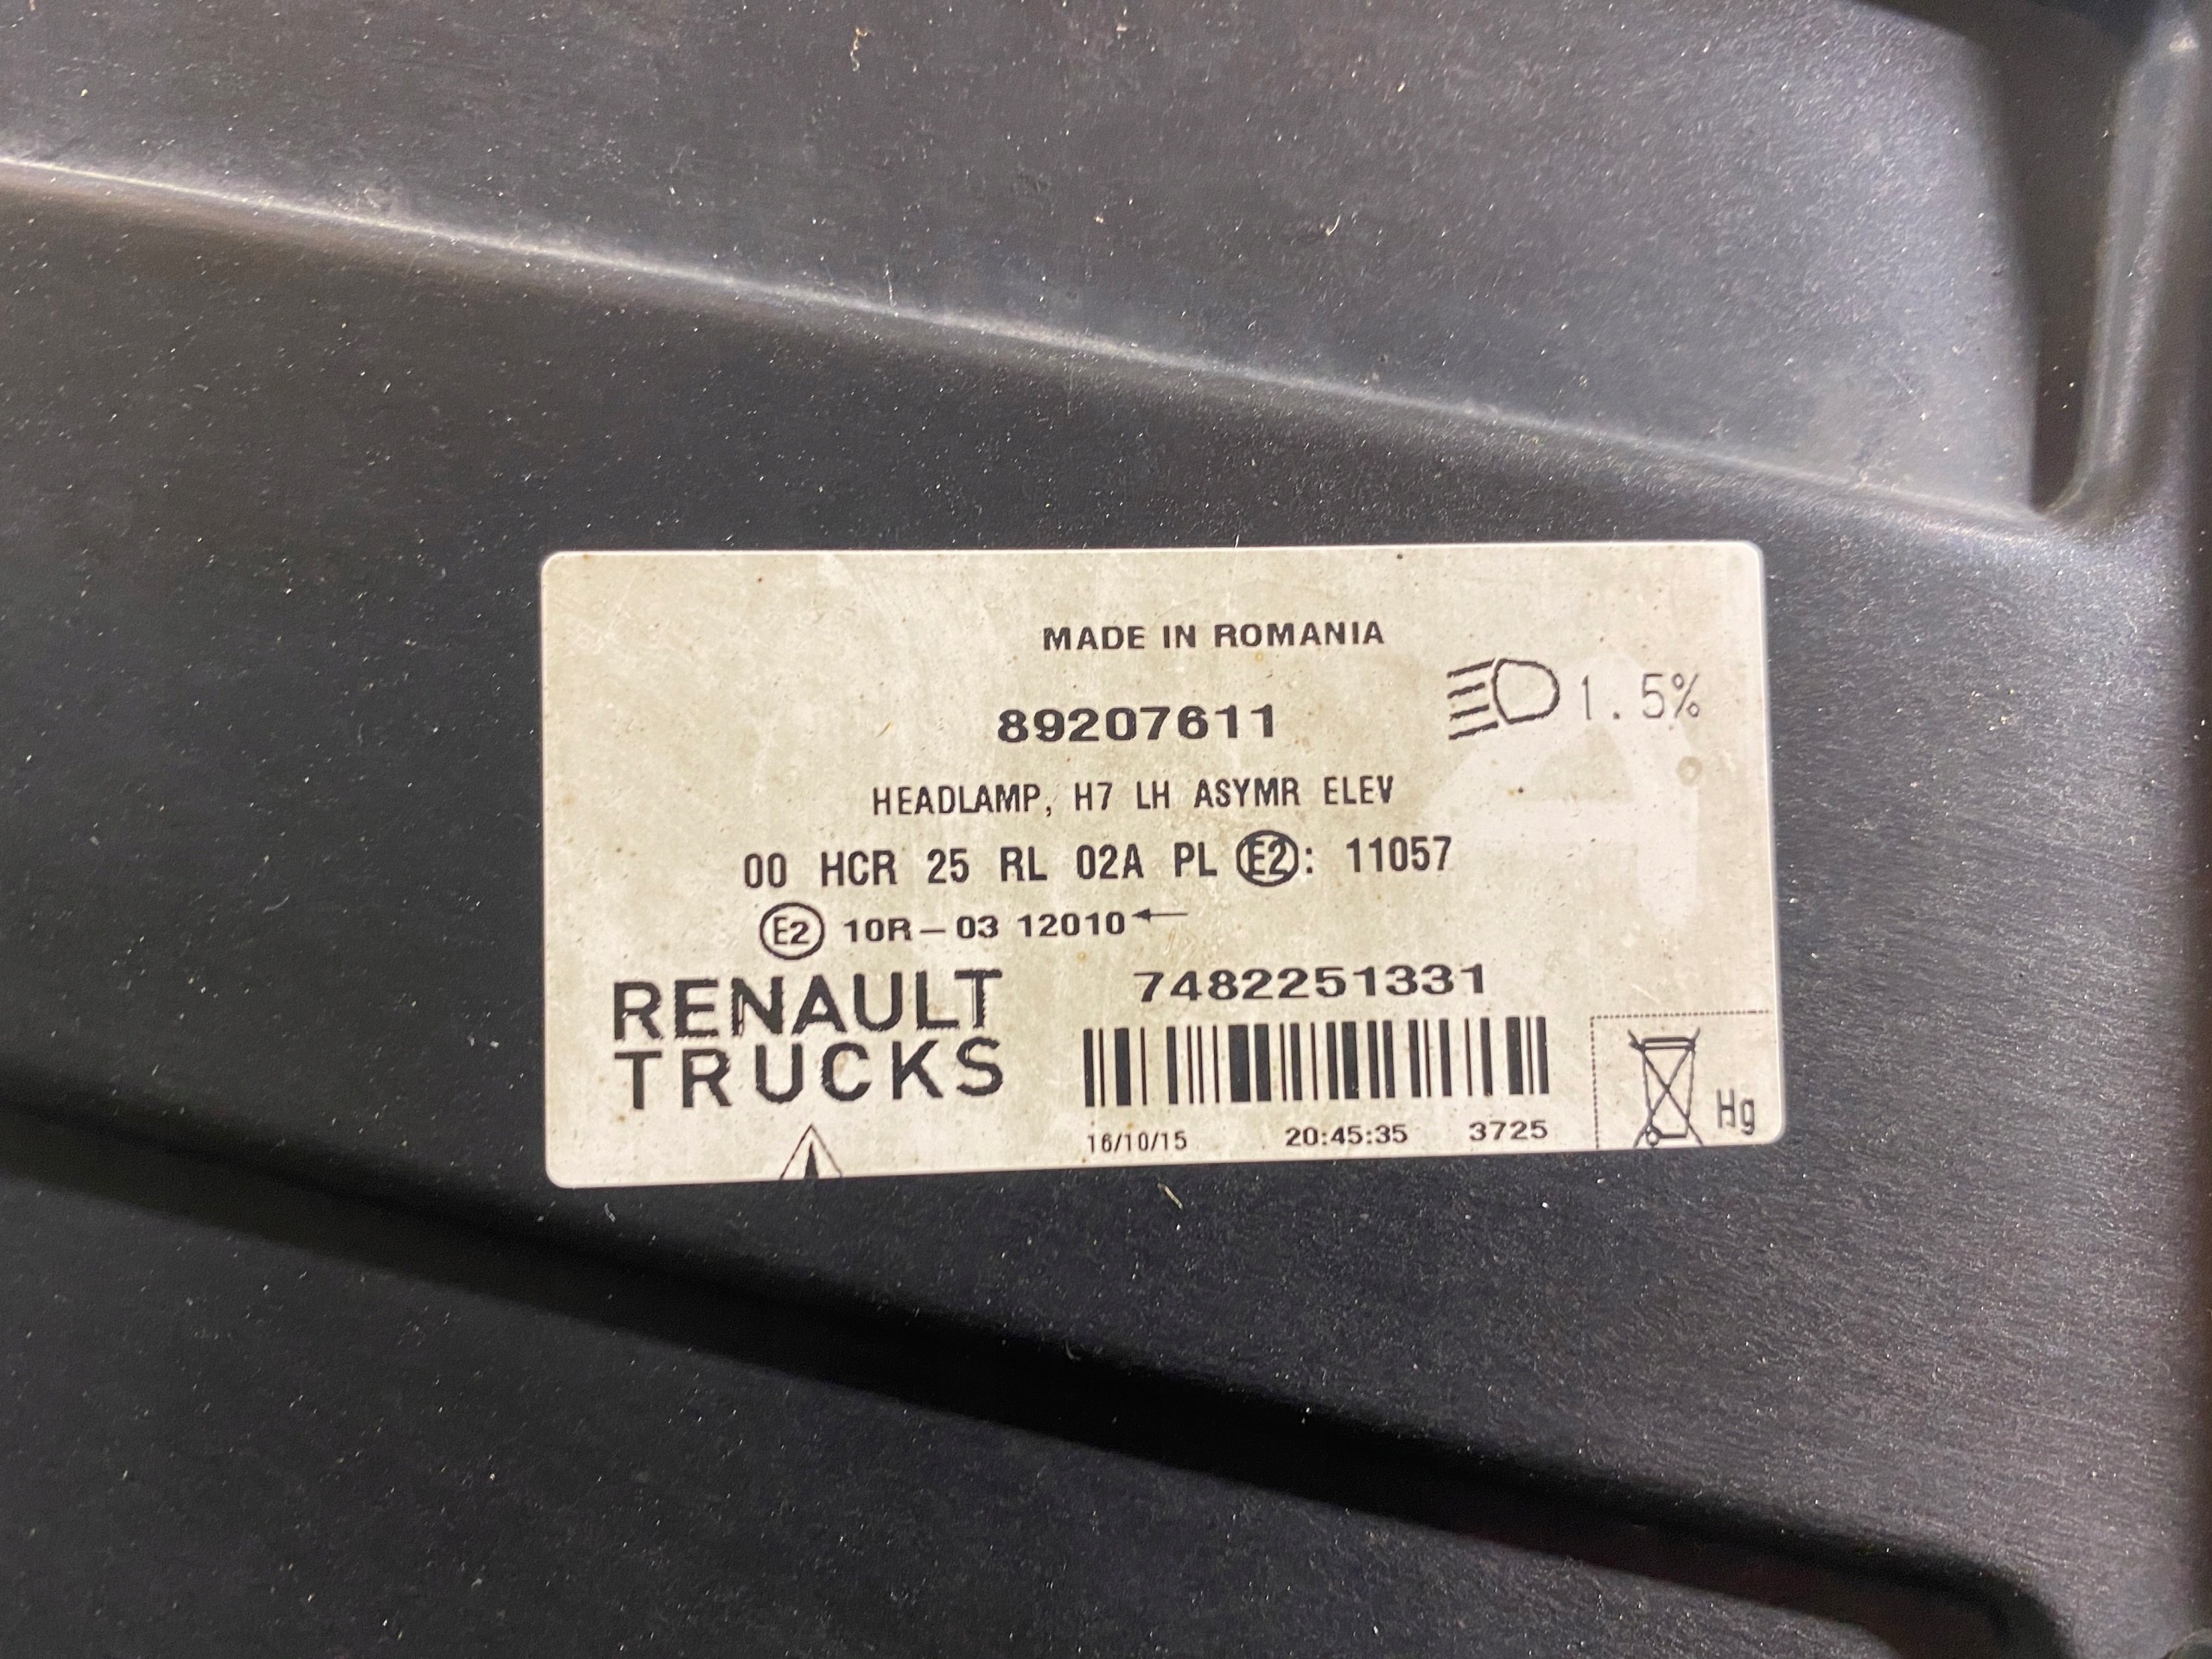 MADE IN ROMANIA
1.5%
89207611
HEADLAMP, H7 LH ASYMR ELEV
00 HCR 25 RL 02A PL E2: 11057
E2 10R-03 12010
RENAULT
TRUCKS
7482251331
16/10/15 20:45:35 3725
Hg